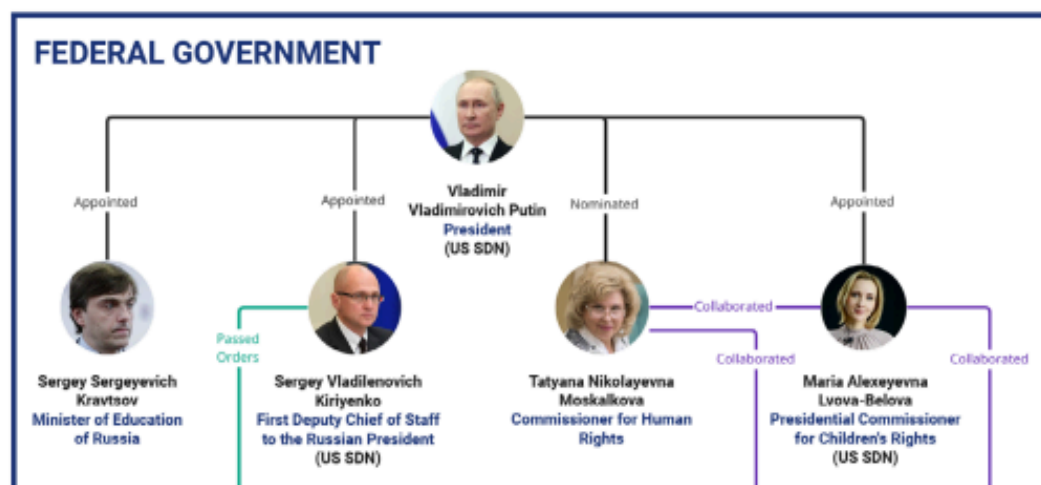 FEDERAL GOVERNMENT
Appointed
Appointed
Nominated
Appointed
Vladimir
Vladimirovich Putin
President
(US SDN)
Passed
Orders
Collaborated
Collaborated
Collaborated
Sergey Sergeyevich
Kravtsov
Minister of Education
of Russia
Sergey Vladilenovich
Kiriyenko
First Deputy Chief of Staff
to the Russian President
(US SDN)
Tatyana Nikolayevna
Moskalkova
Commissioner for Human
Rights
Maria Alexeyevna
Lvova-Belova
Presidential Commissioner
for Children's Rights
(US SDN)